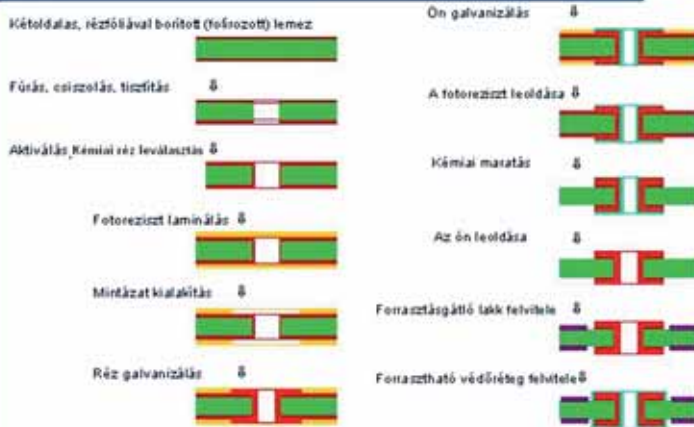 Kétoldalas, rézfóliával borított (folírozott) lemez
Fúrás, csiszolás, tisztítás
Aktiválás, Kémiai réz leválasztás
Fotoreziszt laminálás
Mintázat kialakítás
Réz galvanizálás
Ón galvanizálás
A fotoreziszt leoldása
Kémiai maratás
Az ón leoldása
Forrasztásgátló lakk felvitele
Forrasztható védőréteg felvitele